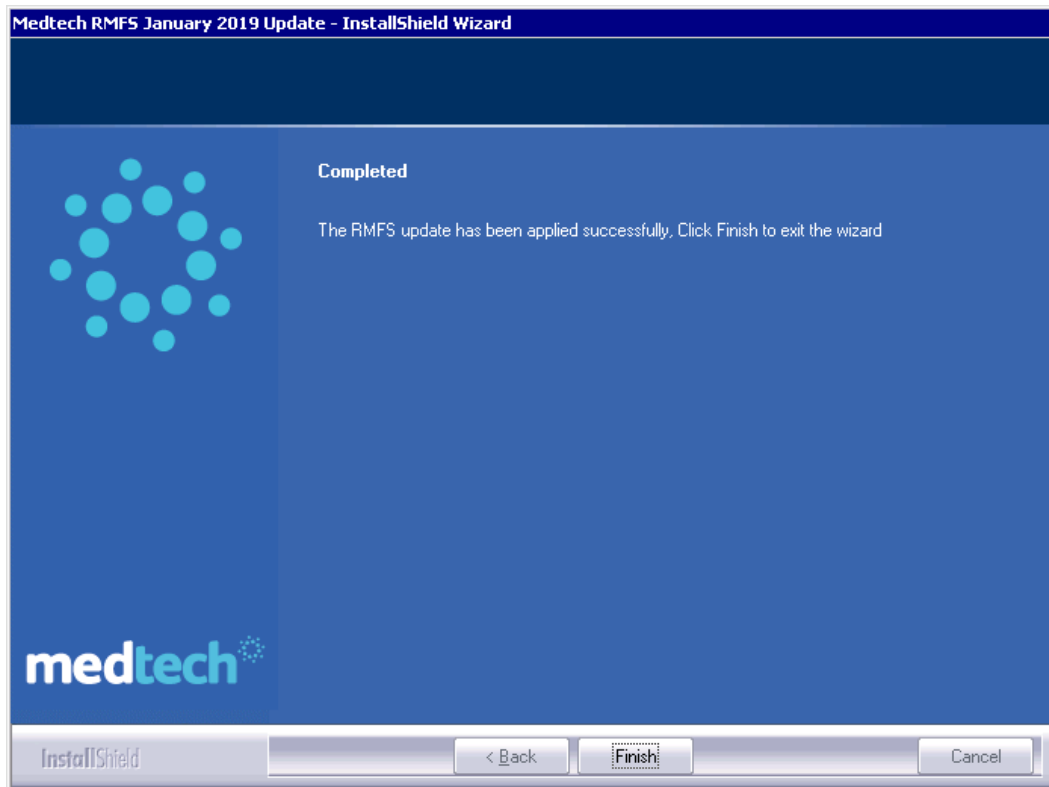 Medtech RMFS January 2019 Update - InstallShield Wizard
Completed
The RMFS update has been applied successfully, Click Finish to exit the wizard
medtech
InstallShield
< Back
Finish
Cancel